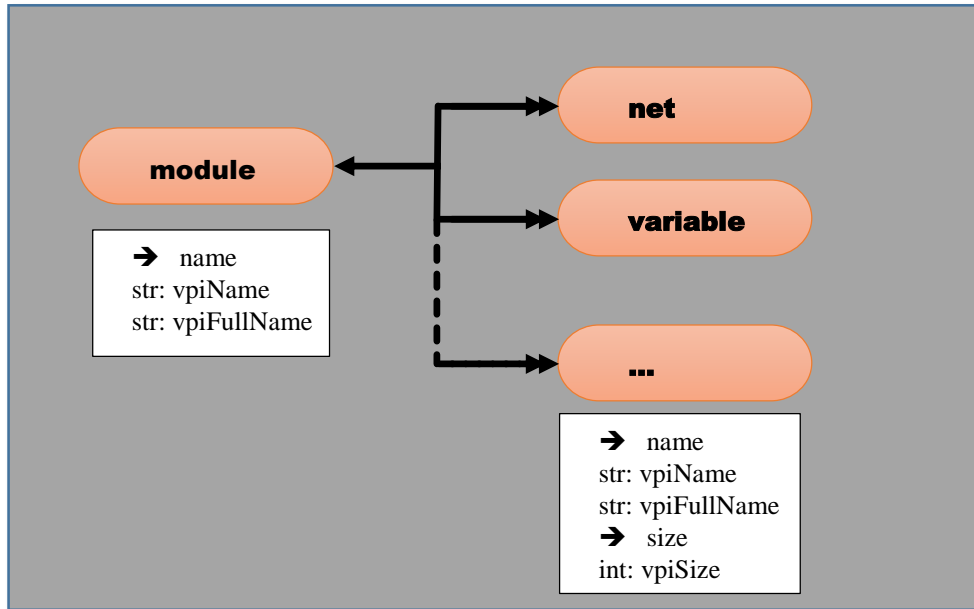 net
module
variable
➔ name
str: vpiName
str: vpiFullName
...
➔ name
str: vpiName
str: vpiFullName
➔ size
int: vpiSize